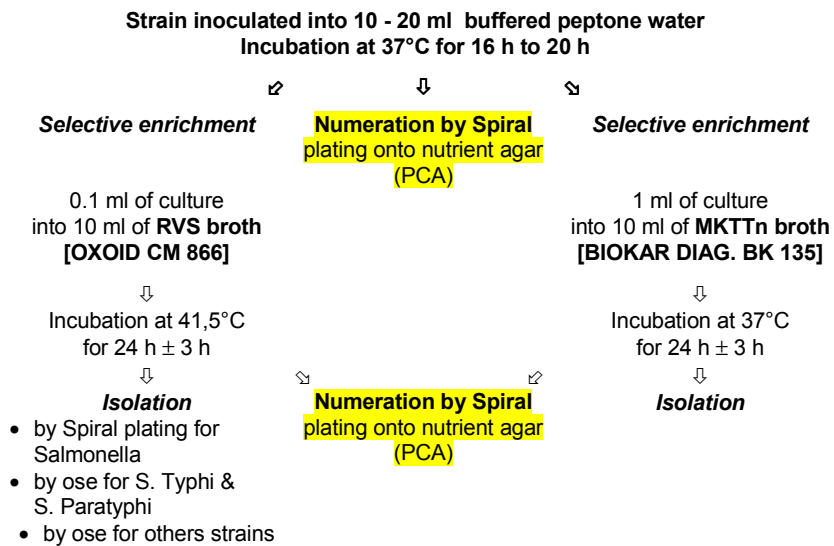 Strain inoculated into 10 - 20 ml buffered peptone water
Incubation at 37°C for 16 h to 20 h
⬃ ⇩ ⬂
Selective enrichment
Numeration by Spiral
plating onto nutrient agar
(PCA)
Selective enrichment
0.1 ml of culture
into 10 ml of RVS broth
[OXOID CM 866]
1 ml of culture
into 10 ml of MKTTn broth
[BIOKAR DIAG. BK 135]
⇩
Incubation at 41,5°C
for 24 h ± 3 h
⇩
Incubation at 37°C
for 24 h ± 3 h
⇩ ⬂ ⬃ ⇩
Isolation
• by Spiral plating for
Salmonella
• by ose for S. Typhi &
S. Paratyphi
• by ose for others strains
Numeration by Spiral
plating onto nutrient agar
(PCA)
Isolation